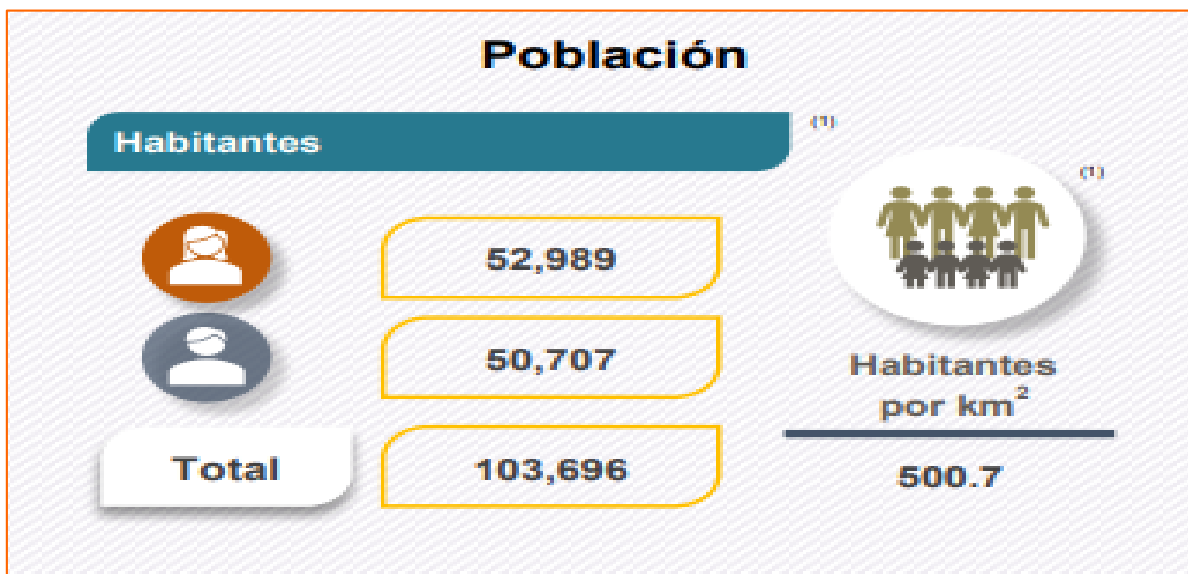 Población
Habitantes
(1)
52,989
50,707
Total
103,696
(1)
Habitantes
por km²
500.7